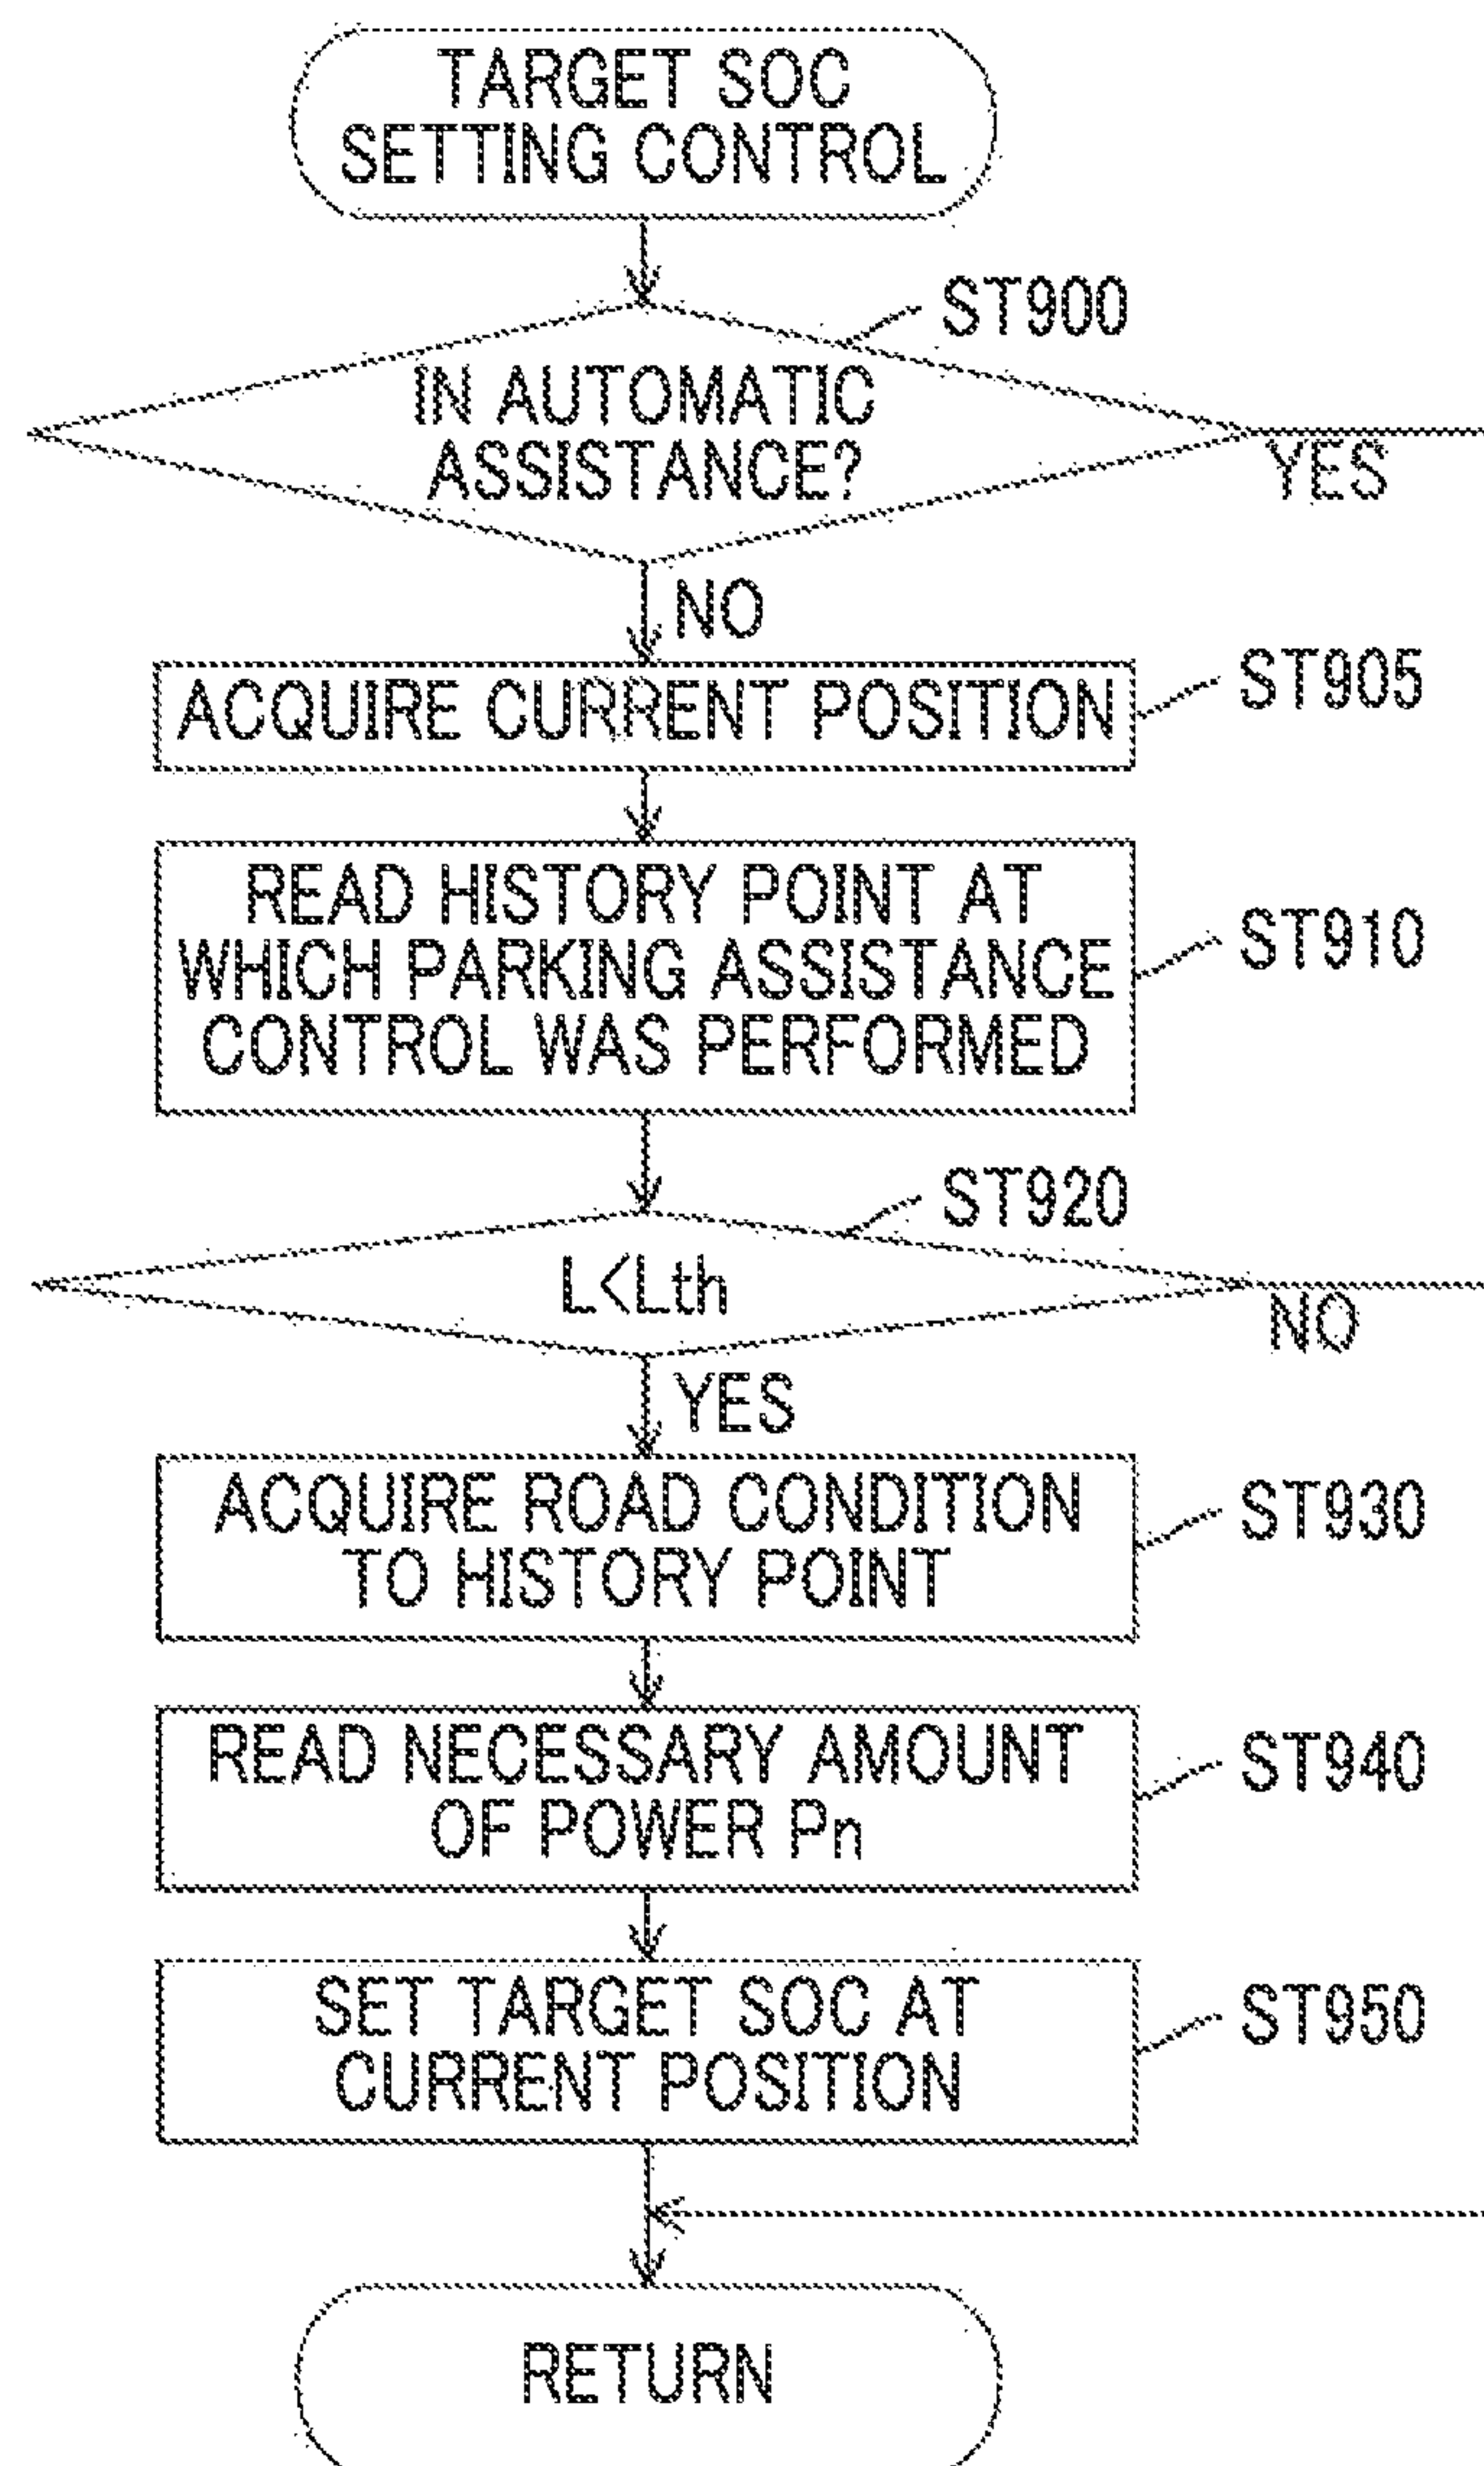 TARGET SOC
SETTING CONTROL
ST900
IN AUTOMATIC
ASSISTANCE?
YES
NO
ACQUIRE CURRENT POSITION
ST905
READ HISTORY POINT AT
WHICH PARKING ASSISTANCE
CONTROL WAS PERFORMED
ST910
ST920
L<Lth
NO
YES
ACQUIRE ROAD CONDITION
TO HISTORY POINT
ST930
READ NECESSARY AMOUNT
OF POWER Pn
ST940
SET TARGET SOC AT
CURRENT POSITION
ST950
RETURN